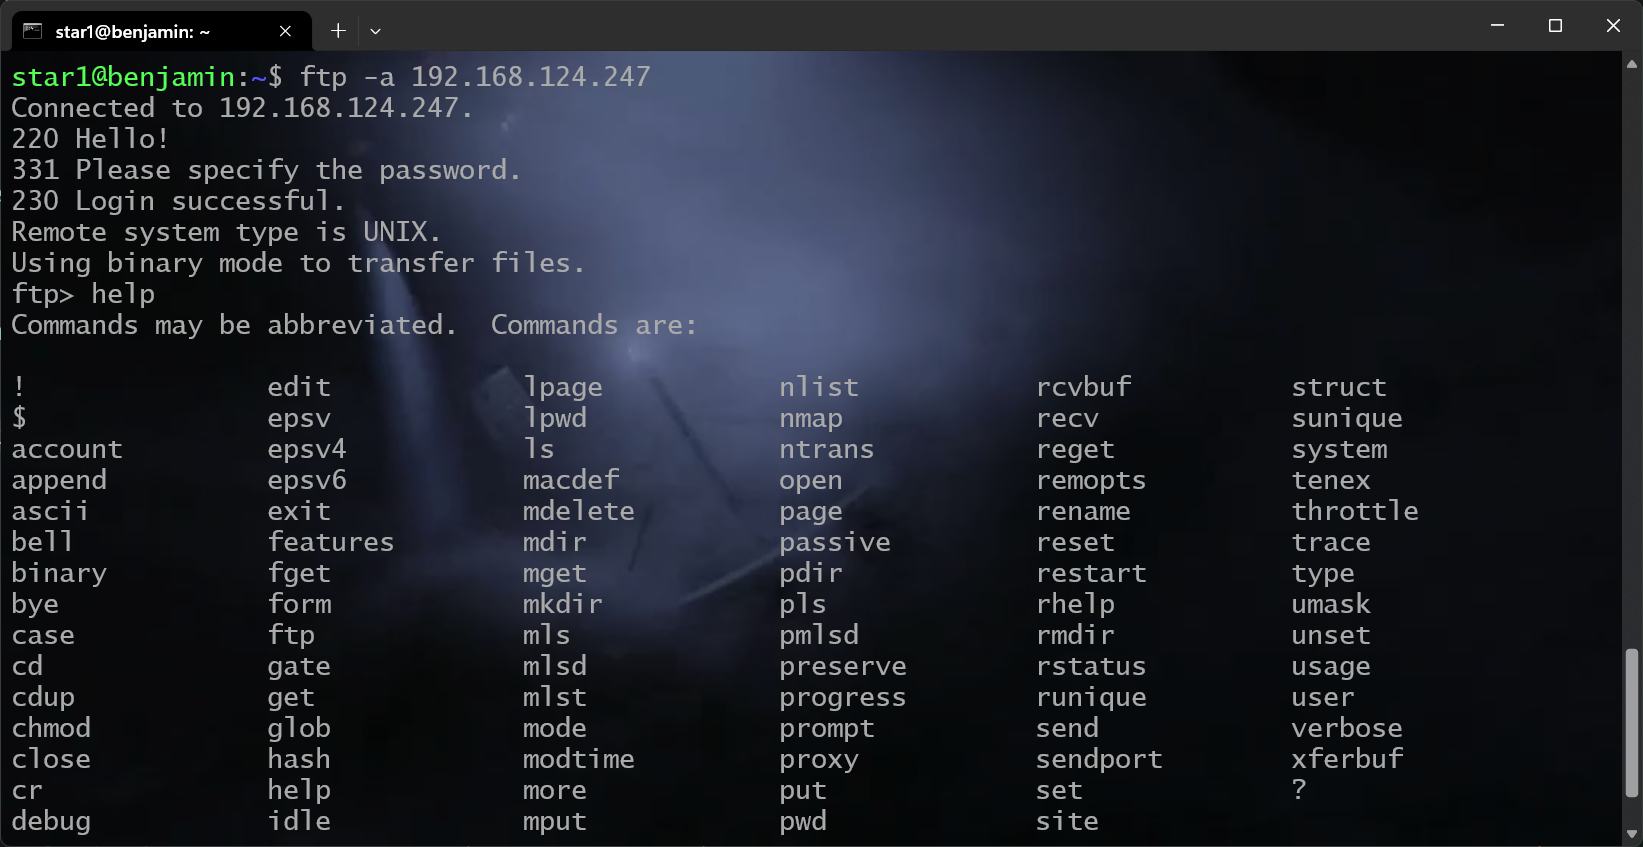 star1@benjamin: ~
star1@benjamin:~$ ftp -a 192.168.124.247
Connected to 192.168.124.247.
220 Hello!
331 Please specify the password.
230 Login successful.
Remote system type is UNIX.
Using binary mode to transfer files.
ftp> help
Commands may be abbreviated.  Commands are:

!               edit            lpage           nlist           rcvbuf          struct
$               epsv            lpwd            nmap            recv            sunique
account         epsv4           ls              ntrans          reget           system
append          epsv6           macdef          open            remopts         tenex
ascii           exit            mdelete         page            rename          throttle
bell            features        mdir            passive         reset           trace
binary          fget            mget            pdir            restart         type
bye             form            mkdir           pls             rhelp           umask
case            ftp             mls             pmlsd           rmdir           unset
cd              gate            mlsd            preserve        rstatus         usage
cdup            get             mlst            progress        runique         user
chmod           glob            mode            prompt          send            verbose
close           hash            modtime         proxy           sendport        xferbuf
cr              help            more            put             set             ?
debug           idle            mput            pwd             site